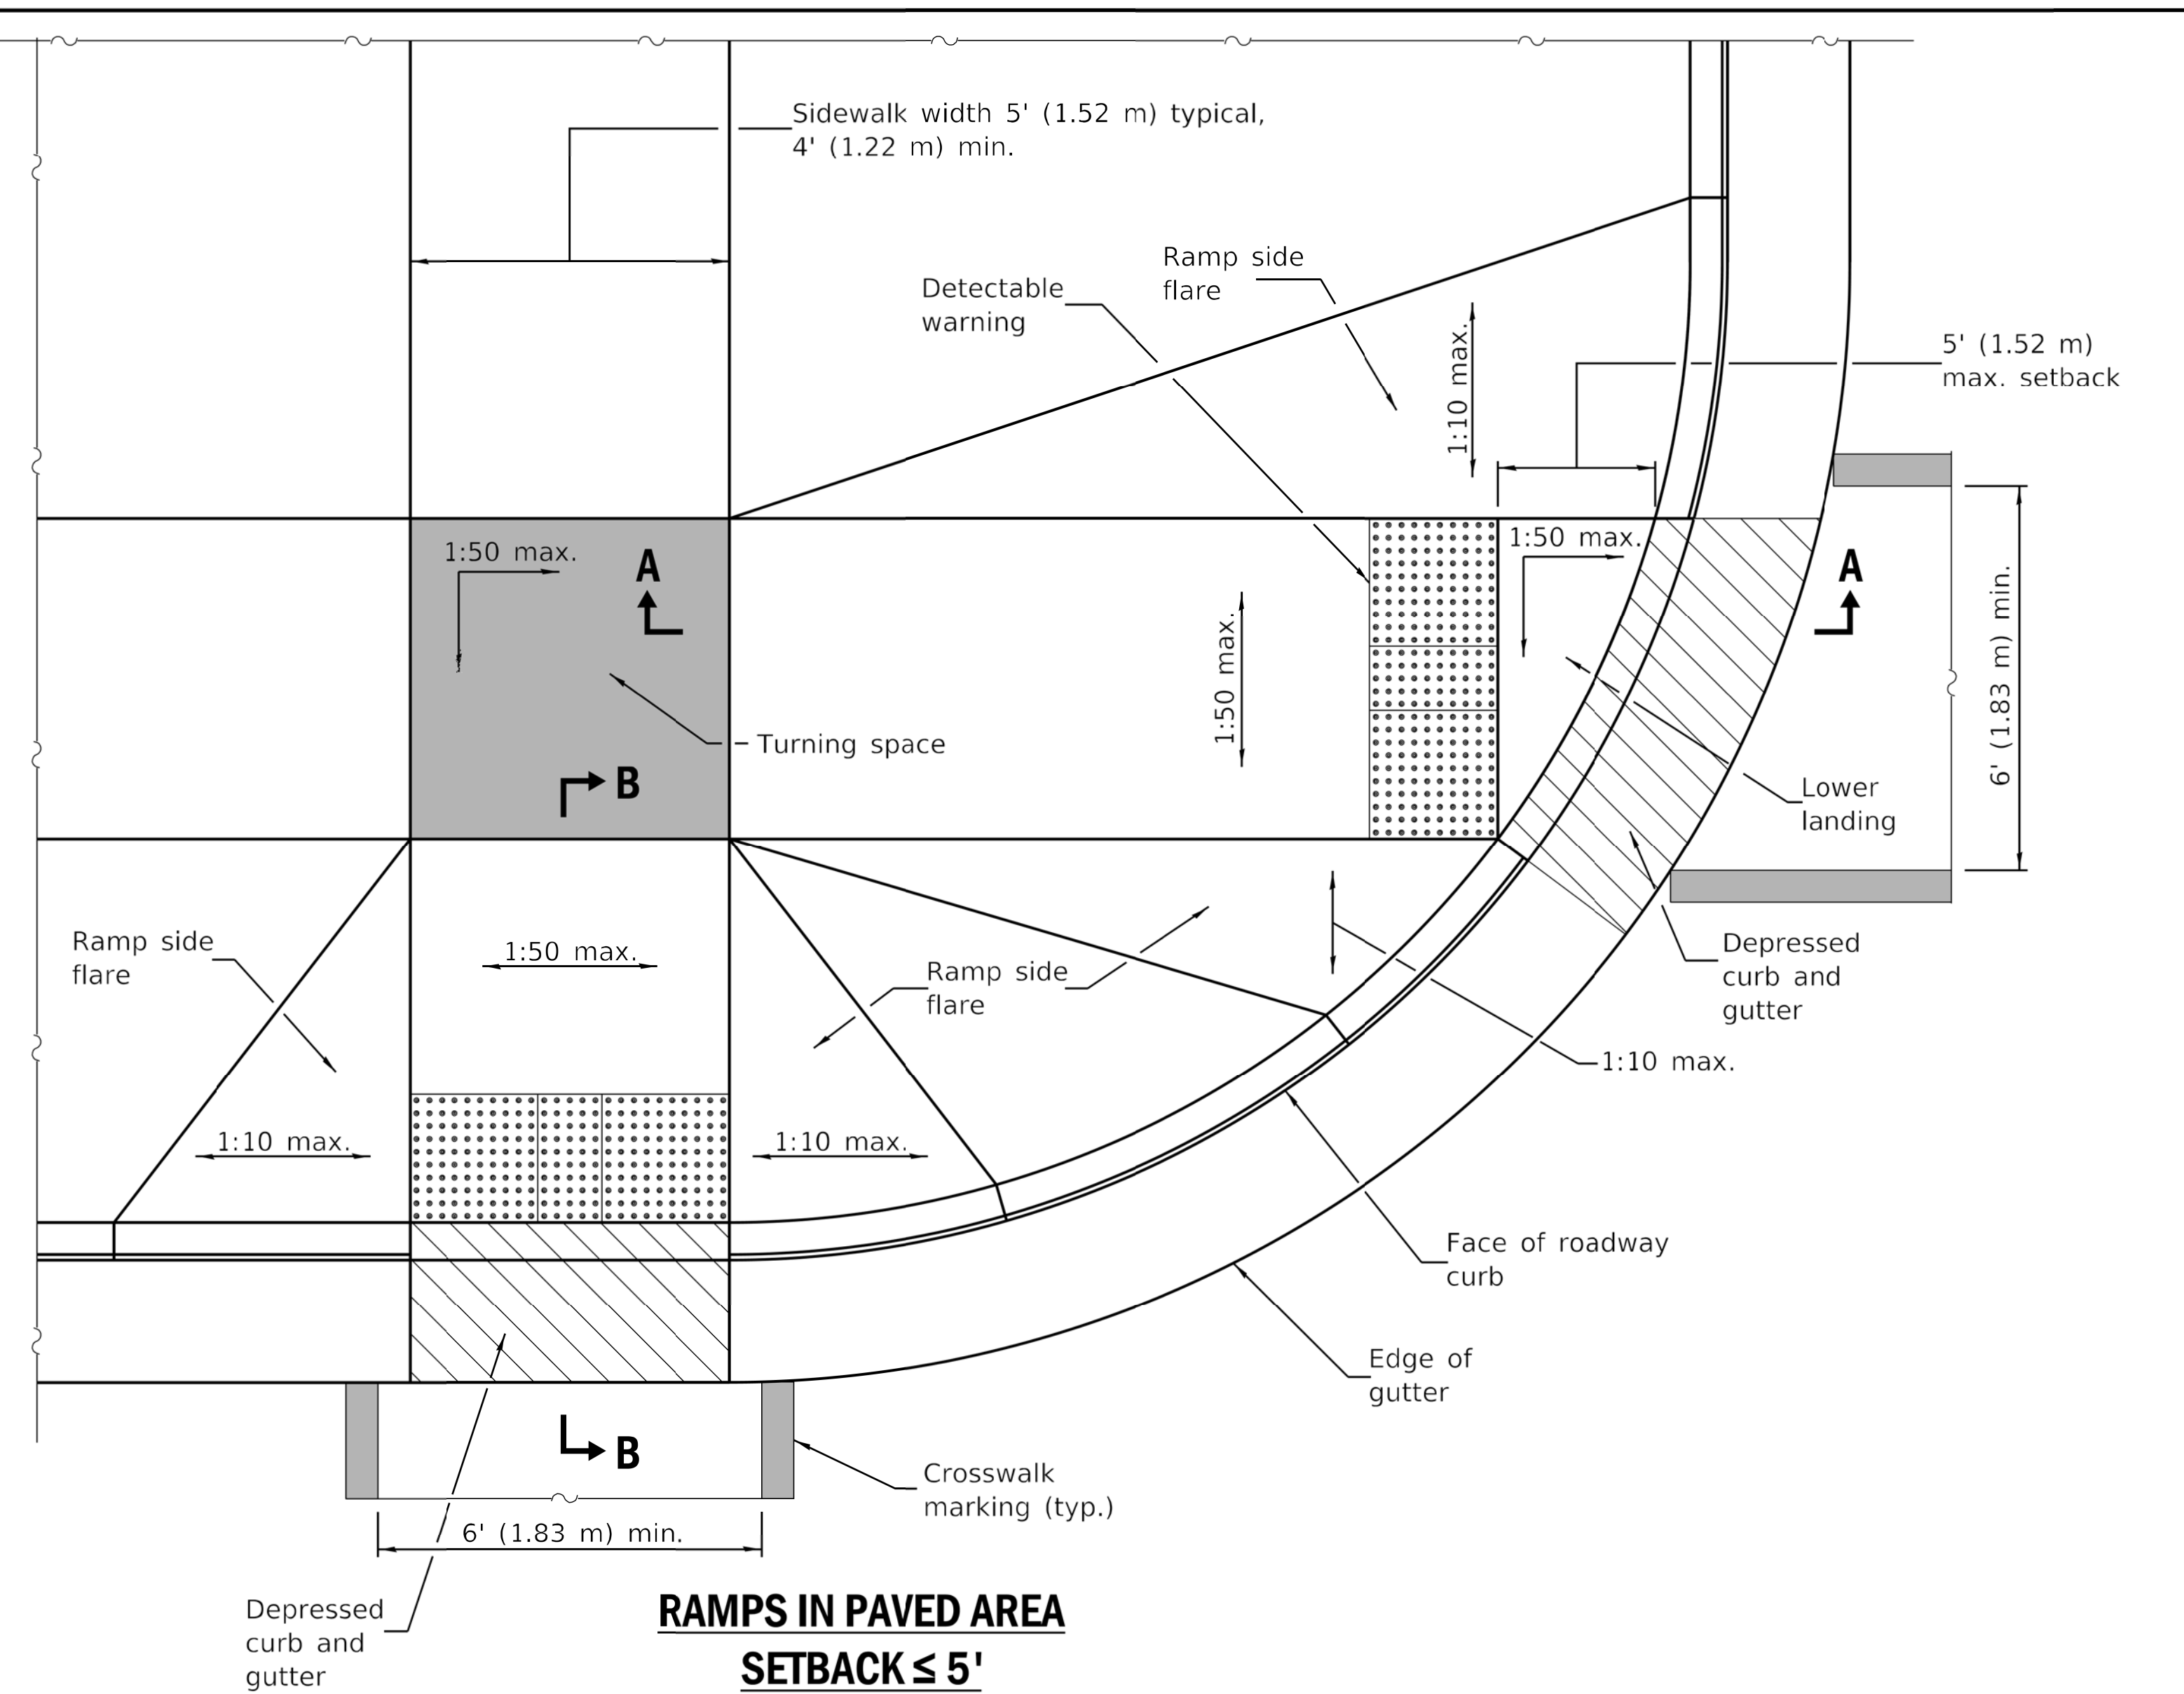 Sidewalk width 5' (1.52 m) typical,
4' (1.22 m) min.
Ramp side
flare
Detectable
warning
1:10 max.
5' (1.52 m)
max. setback
1:50 max.
A
1:50 max.
A
1:50 max.
6' (1.83 m) min.
Turning space
B
Lower
landing
Ramp side
flare
1:50 max.
Ramp side
flare
Depressed
curb and
gutter
1:10 max.
1:10 max.
1:10 max.
Face of roadway
curb
Edge of
gutter
B
Crosswalk
marking (typ.)
6' (1.83 m) min.
Depressed
curb and
gutter
RAMPS IN PAVED AREA
SETBACK ≤ 5'